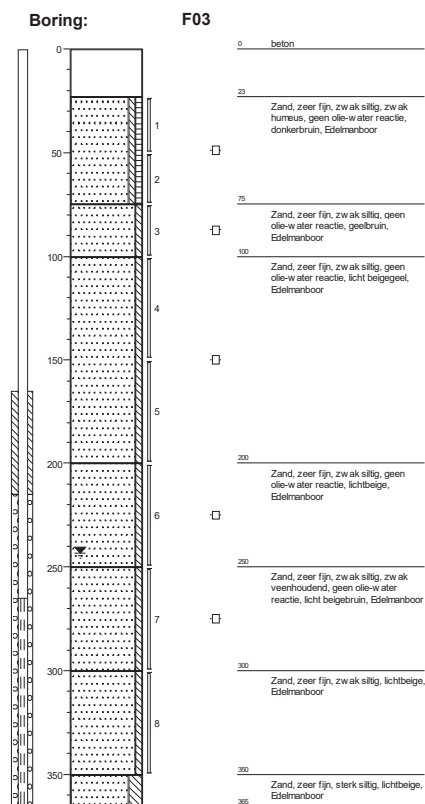 Boring: F03
0
0 beton
23
Zand, zeer fijn, zwak siltig, zwak
humeus, geen olie-water reactie,
donkerbruin, Edelmanboor
1
50
2
75
Zand, zeer fijn, zwak siltig, geen
olie-water reactie, geelbruin,
Edelmanboor
3
100
100
Zand, zeer fijn, zwak siltig, geen
olie-water reactie, licht beigegeel,
Edelmanboor
4
150
5
200
200
Zand, zeer fijn, zwak siltig, geen
olie-water reactie, lichtbeige,
Edelmanboor
6
250
250
Zand, zeer fijn, zwak siltig, zwak
veenhoudend, geen olie-water
reactie, licht beigebruin, Edelmanboor
7
300
300
Zand, zeer fijn, zwak siltig, lichtbeige,
Edelmanboor
8
350
350
Zand, zeer fijn, sterk siltig, lichtbeige,
Edelmanboor
365